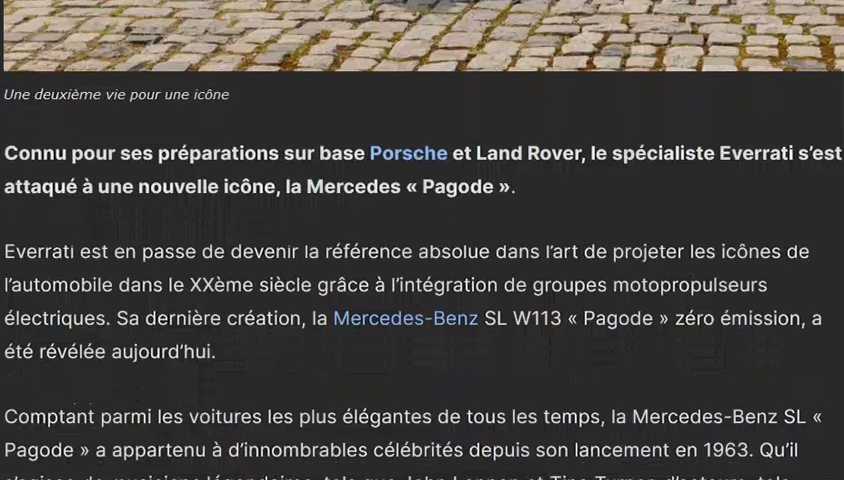 Une deuxième vie pour une icône
Connu pour ses préparations sur base Porsche et Land Rover, le spécialiste Everrati s’est
attaqué à une nouvelle icône, la Mercedes « Pagode ».
Everrati est en passe de devenir la référence absolue dans l’art de projeter les icônes de
l’automobile dans le XXème siècle grâce à l’intégration de groupes motopropulseurs
électriques. Sa dernière création, la Mercedes-Benz SL W113 « Pagode » zéro émission, a
été révélée aujourd’hui.
Comptant parmi les voitures les plus élégantes de tous les temps, la Mercedes-Benz SL «
Pagode » a appartenu à d’innombrables célébrités depuis son lancement en 1963. Qu’il